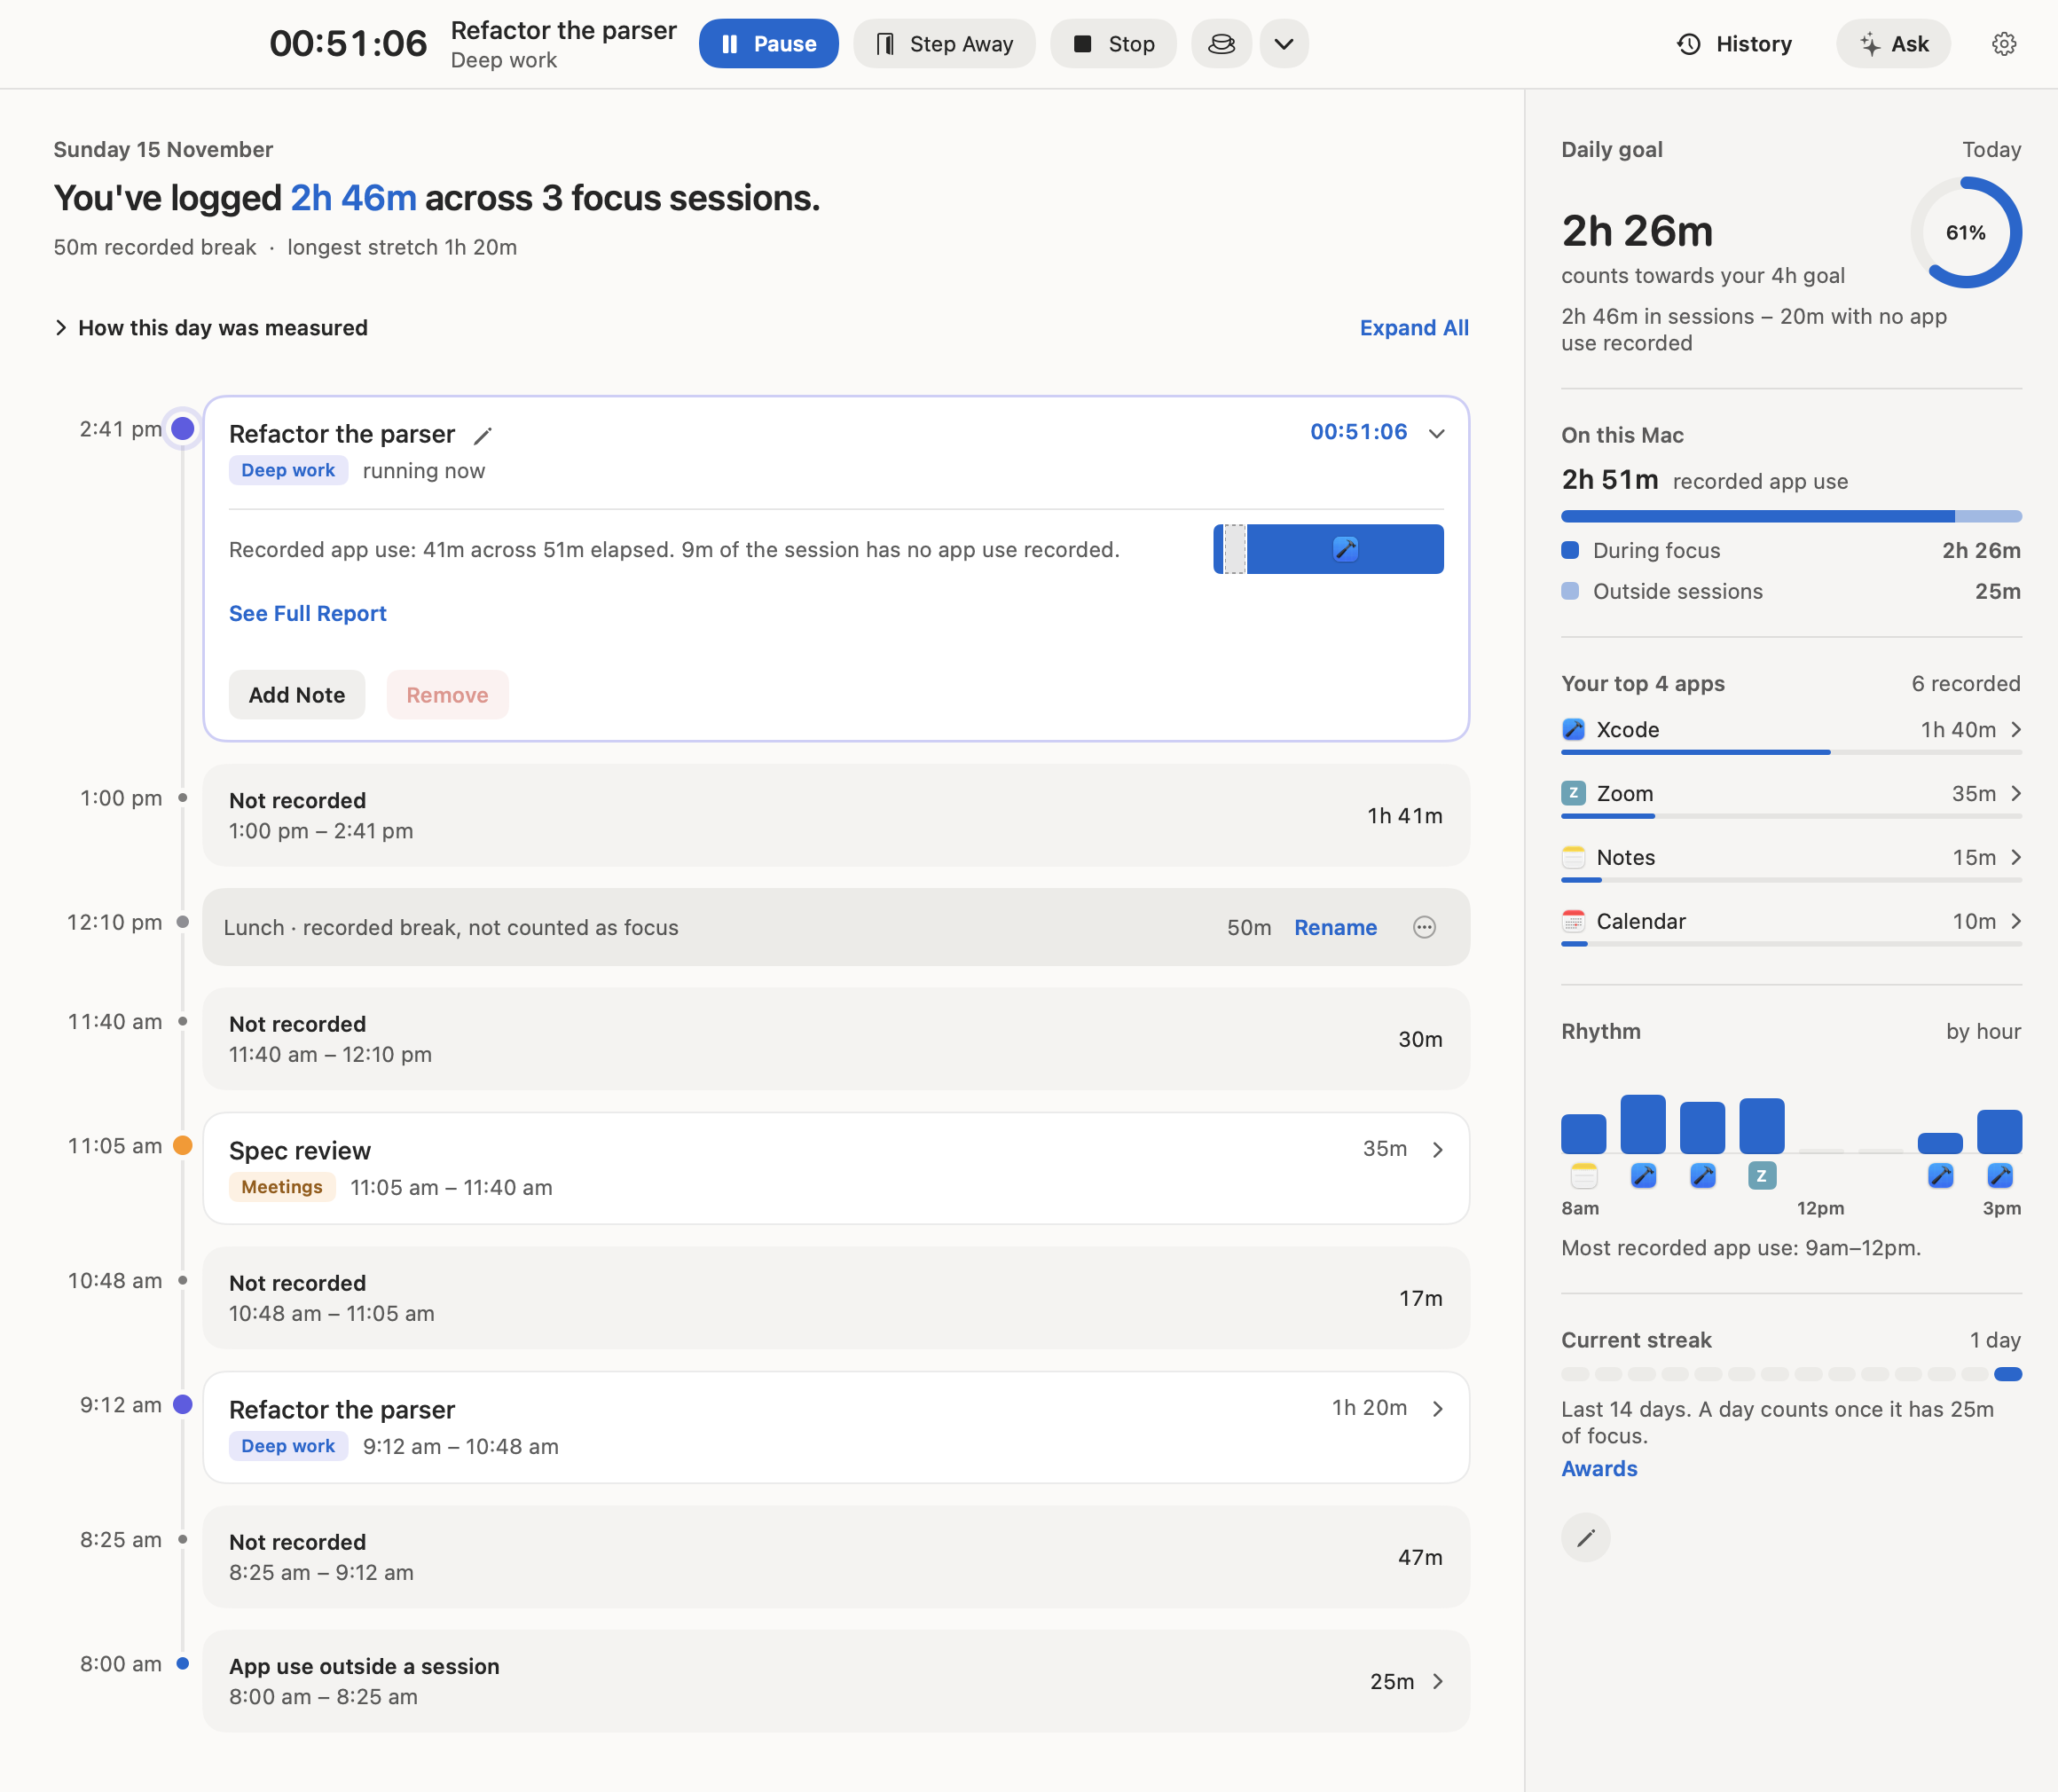 00:51:06
Refactor the parser
Deep work
Pause
Step Away
Stop
History
Ask
Sunday 15 November
You've logged 2h 46m across 3 focus sessions.
50m recorded break · longest stretch 1h 20m
How this day was measured
Expand All
2:41 pm
Refactor the parser
00:51:06
Deep work
running now
Recorded app use: 41m across 51m elapsed. 9m of the session has no app use recorded.
See Full Report
Add Note
Remove
1:00 pm
Not recorded
1:00 pm – 2:41 pm
1h 41m
12:10 pm
Lunch · recorded break, not counted as focus
50m
Rename
11:40 am
Not recorded
11:40 am – 12:10 pm
30m
11:05 am
Spec review
35m
Meetings
11:05 am – 11:40 am
10:48 am
Not recorded
10:48 am – 11:05 am
17m
9:12 am
Refactor the parser
1h 20m
Deep work
9:12 am – 10:48 am
8:25 am
Not recorded
8:25 am – 9:12 am
47m
8:00 am
App use outside a session
8:00 am – 8:25 am
25m
Daily goal
Today
2h 26m
61%
counts towards your 4h goal
2h 46m in sessions – 20m with no app
use recorded
On this Mac
2h 51m recorded app use
During focus
2h 26m
Outside sessions
25m
Your top 4 apps
6 recorded
Xcode
1h 40m
Z
Zoom
35m
Notes
15m
Calendar
10m
Rhythm
by hour
Z
8am
12pm
3pm
Most recorded app use: 9am–12pm.
Current streak
1 day
Last 14 days. A day counts once it has 25m
of focus.
Awards